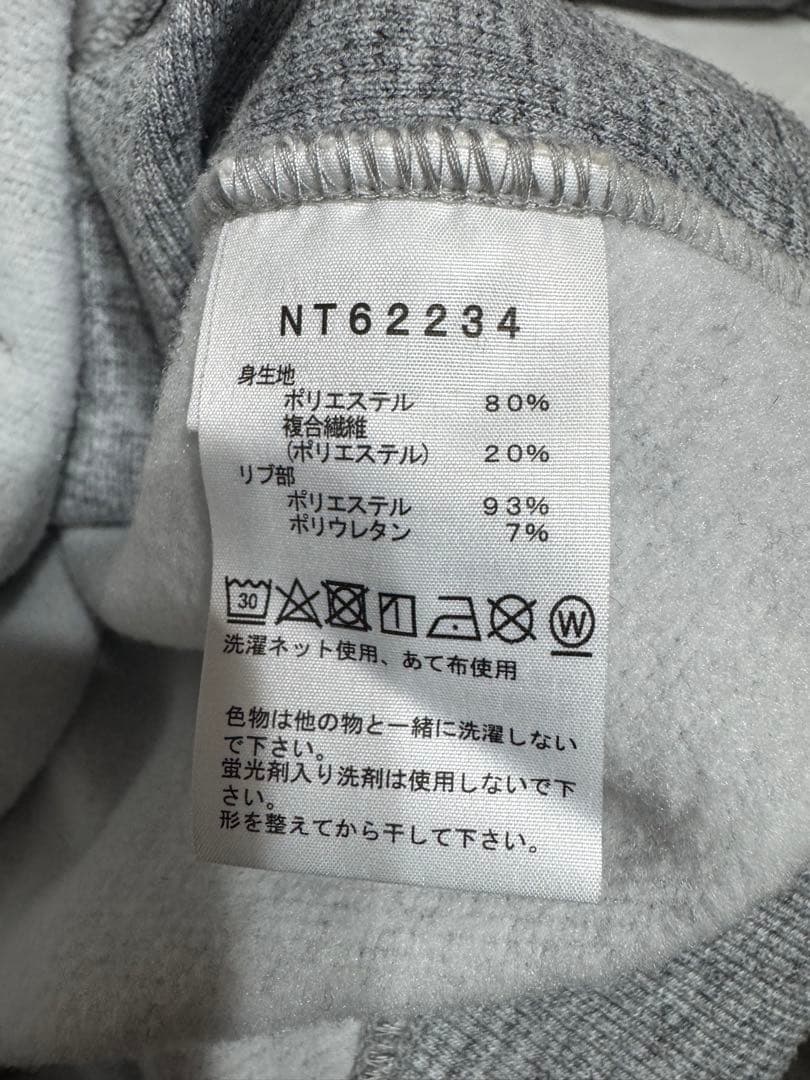 NT62234
身生地
ポリエステル 80%
複合繊維
(ポリエステル) 20%
リブ部
ポリエステル 93%
ポリウレタン 7%
30 W
洗濯ネット使用、あて布使用
色物は他の物と一緒に洗濯しない
で下さい。
蛍光剤入り洗剤は使用しないで下
さい。
形を整えてから干して下さい。